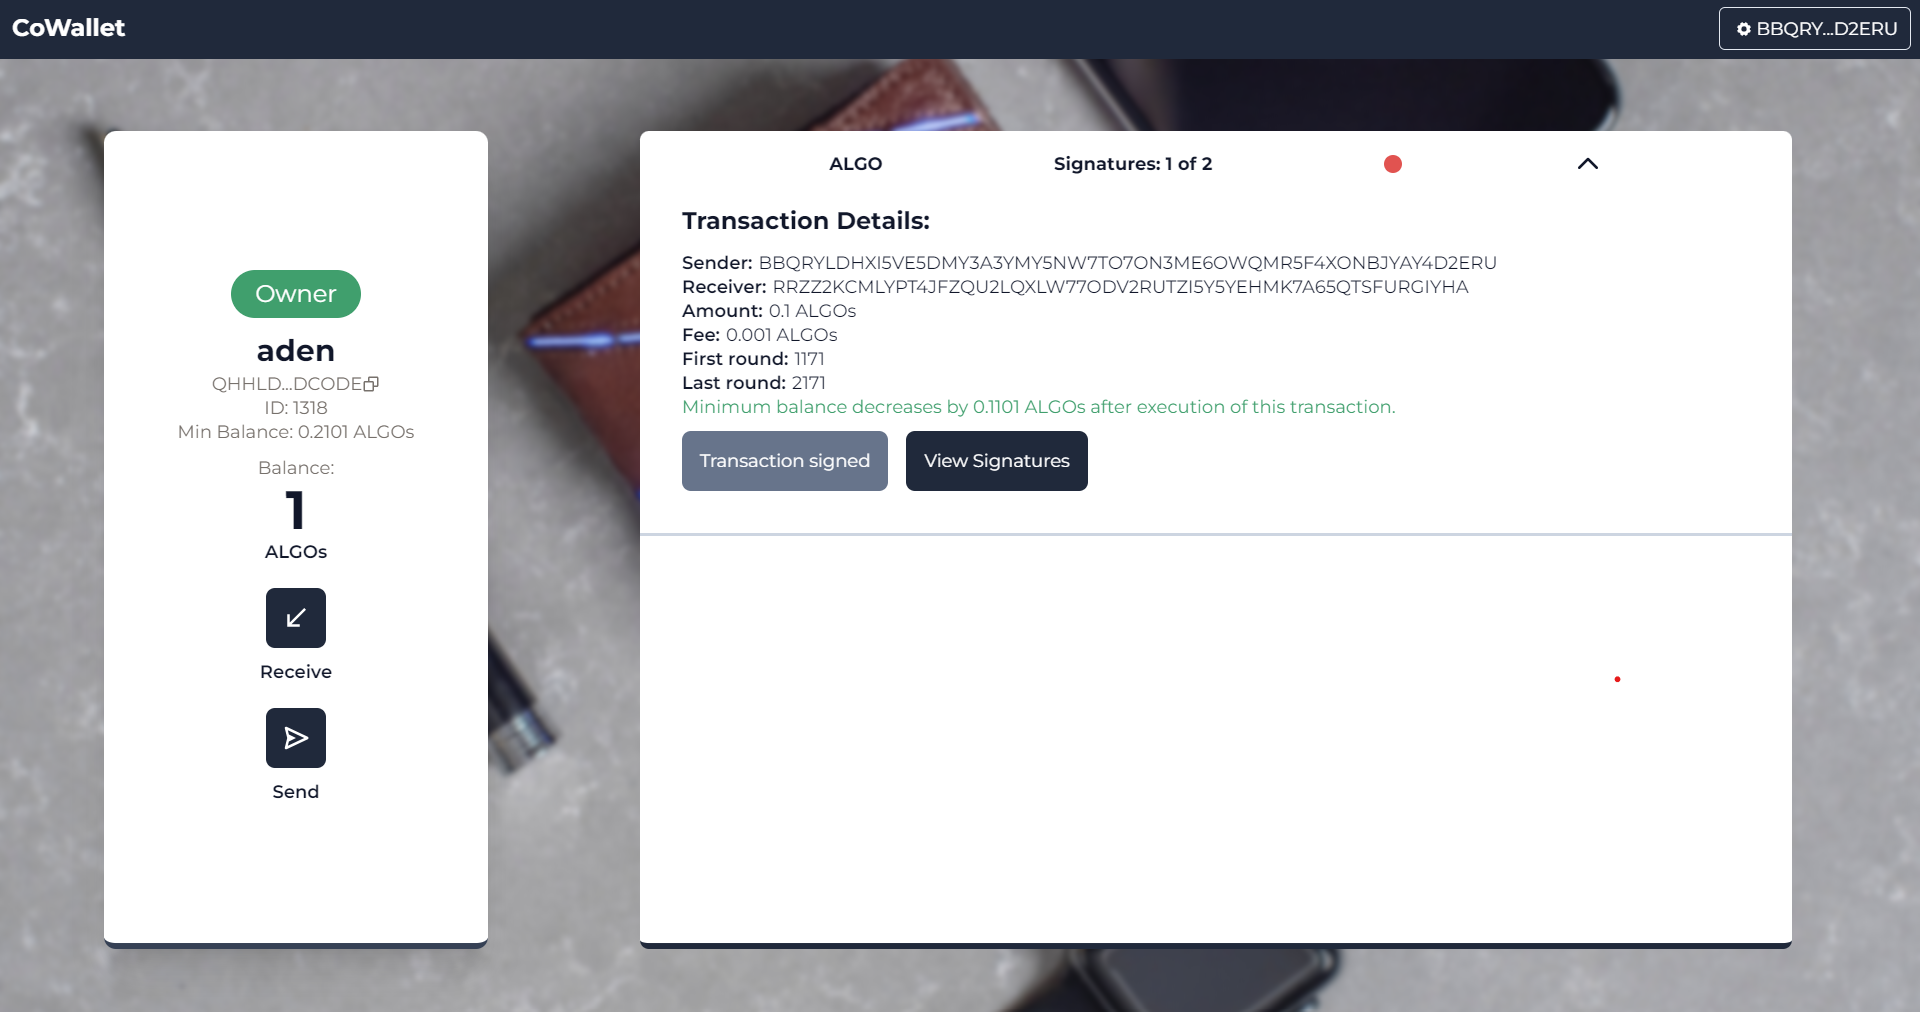 CoWallet
BBQRY...D2ERU
Owner
aden
QHHLD...DCODE
ID: 1318
Min Balance: 0.2101 ALGOs
Balance:
1
ALGOs
Receive
Send
ALGO
Signatures: 1 of 2
Transaction Details:
Sender: BBQRYLDHXI5VE5DMY3A3YMY5NW7TO7ON3ME6OWQMR5F4XONBJYAY4D2ERU
Receiver: RRZZ2KCMLYPT4JFZQU2LQXLW77ODV2RUTZI5Y5YEHMK7A65QTSFURGIYHA
Amount: 0.1 ALGOs
Fee: 0.001 ALGOs
First round: 1171
Last round: 2171
Minimum balance decreases by 0.1101 ALGOs after execution of this transaction.
Transaction signed
View Signatures